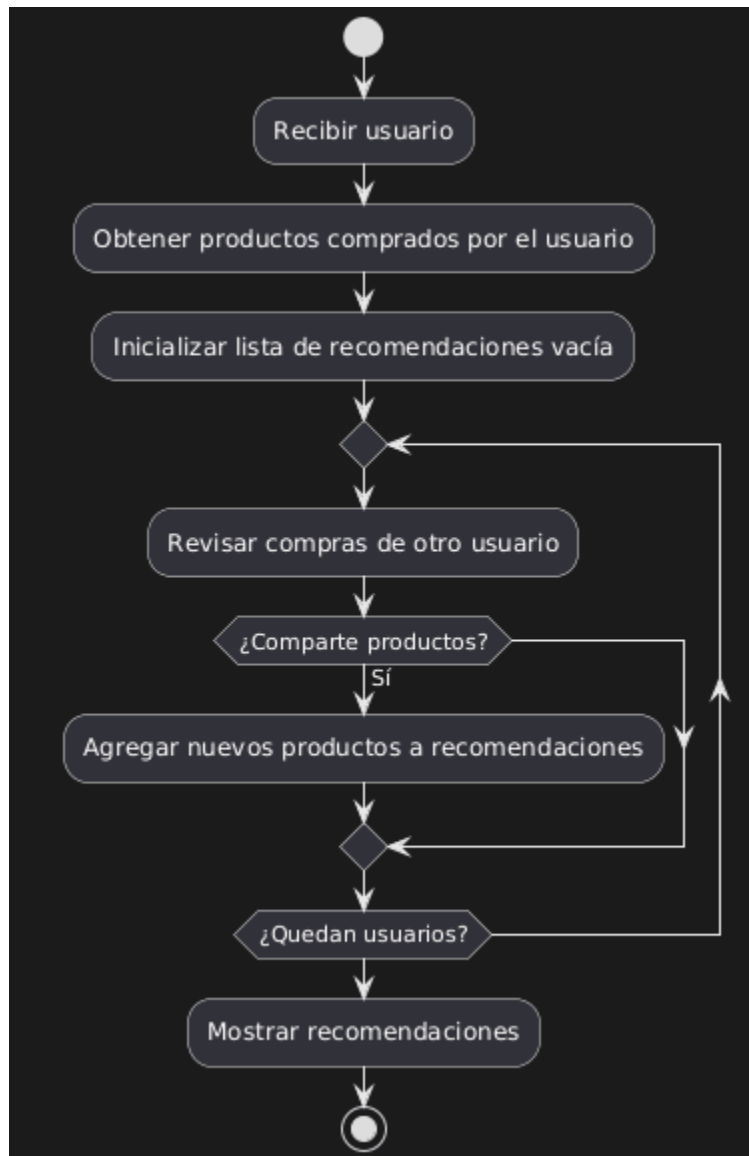 Recibir usuario
Obtener productos comprados por el usuario
Inicializar lista de recomendaciones vacía
Revisar compras de otro usuario
¿Comparte productos?
Sí
Agregar nuevos productos a recomendaciones
¿Quedan usuarios?
Mostrar recomendaciones